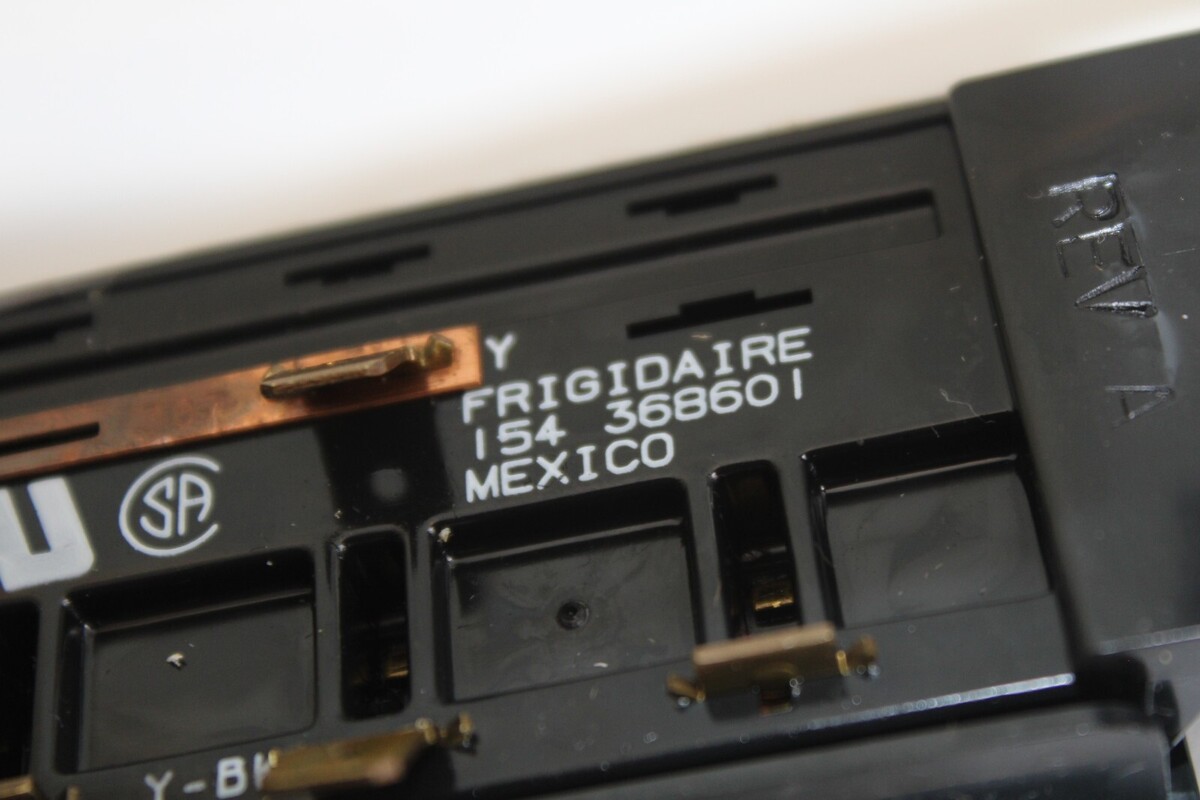 Y
FRIGIDAIRE
154 368601
MEXICO
SA
REV A